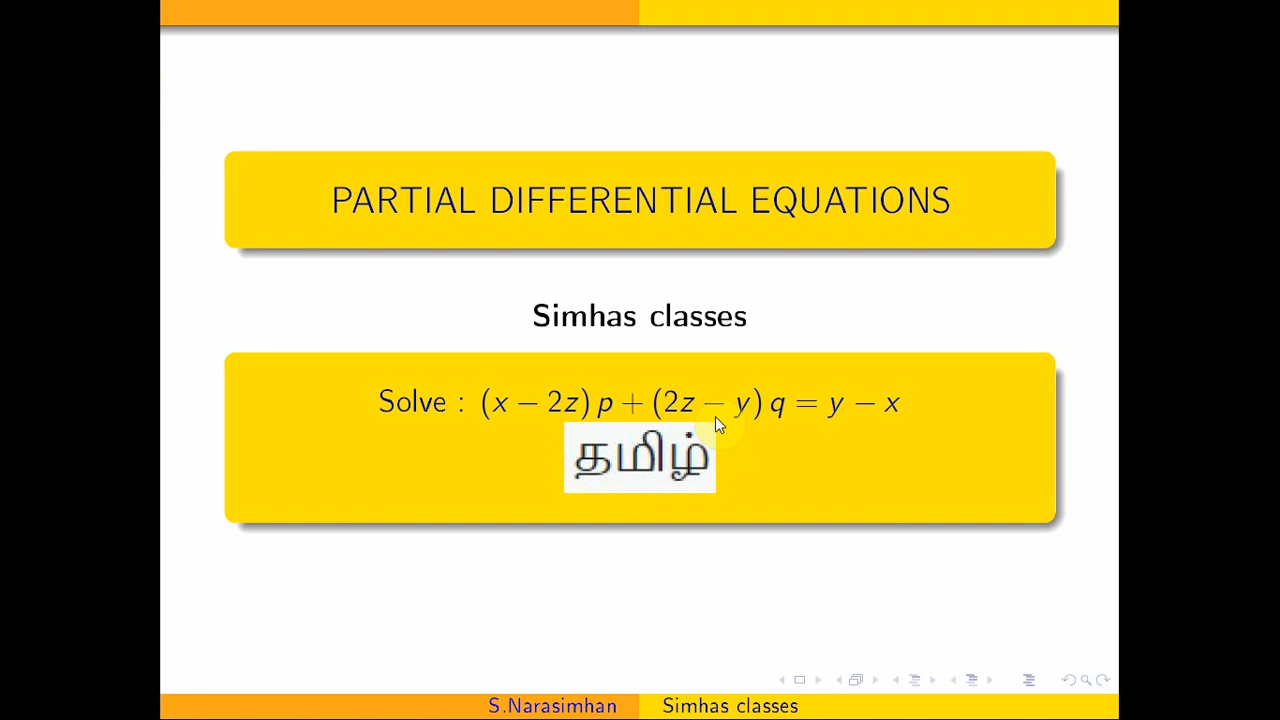 PARTIAL DIFFERENTIAL EQUATIONS
Simhas classes
Solve : (x − 2z) p + (2z − y) q = y − x
தமிழ்
S.Narasimhan Simhas classes